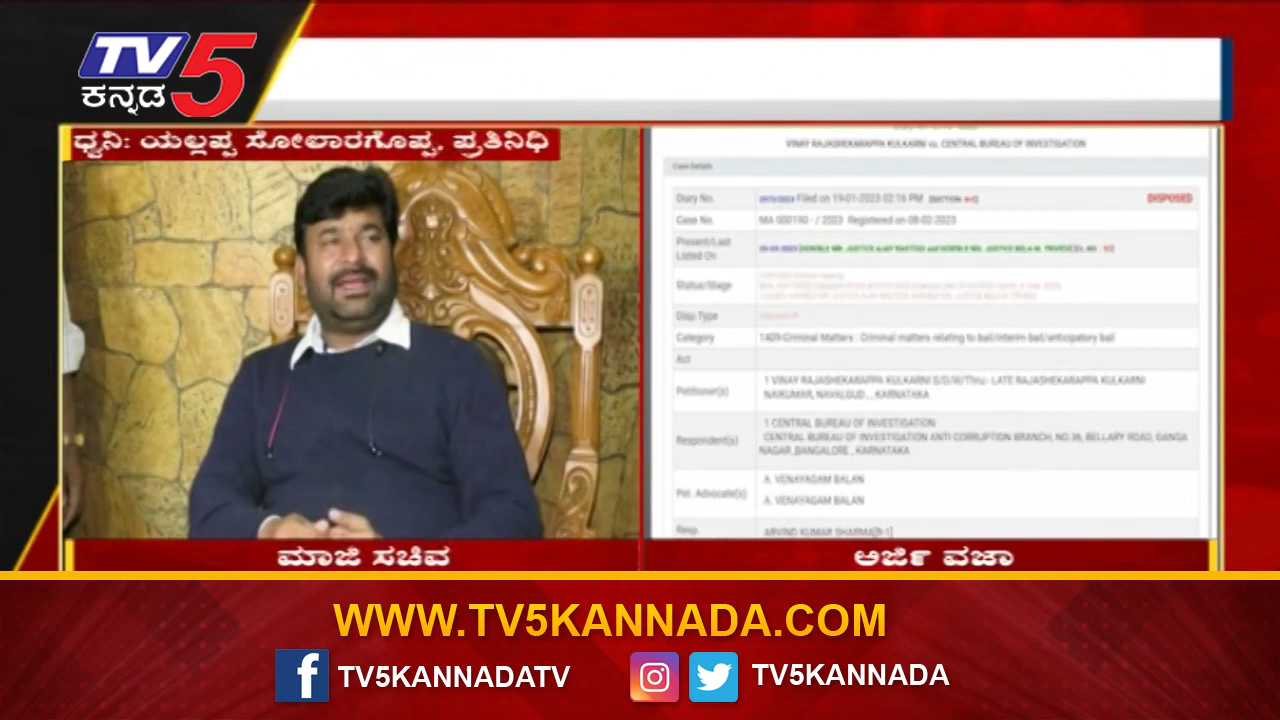 TV5
ಕನ್ನಡ
ಧ್ವನಿ: ಯಲ್ಲಪ್ಪ ಸೋಲಾರಗೊಪ್ಪ, ಪ್ರತಿನಿಧಿ
VINAY RAJASHEKARAPPA KULKARNI vs. CENTRAL BUREAU OF INVESTIGATION
Case Details
Diary No. Filed on 19-01-2023 02:16 PM DISPOSED
Case No. MA 000190 - / 2023 Registered on 08-02-2023
Present/Last
Listed On
Status/Stage
Disp.Type
Category 1409-Criminal Matters : Criminal matters relating to bail/interim bail/anticipatory bail
Act
Petitioner(s) 1 VINAY RAJASHEKARAPPA KULKARNI S/D/W/Thru:- LATE RAJASHEKARAPPA KULKARNI
NAIKUMAR, NAVALGUD , , KARNATAKA
Respondent(s) 1 CENTRAL BUREAU OF INVESTIGATION
CENTRAL BUREAU OF INVESTIGATION ANTI CORRUPTION BRANCH, NO.36, BELLARY ROAD, GANGA
NAGAR ,BANGALORE , KARNATAKA
Pet. Advocate(s) A. VENAYAGAM BALAN
A. VENAYAGAM BALAN
Resp. ARVIND KUMAR SHARMA[R-1]
ಮಾಜಿ ಸಚಿವ
ಅರ್ಜಿ ವಜಾ
WWW.TV5KANNADA.COM
TV5KANNADATV
TV5KANNADA